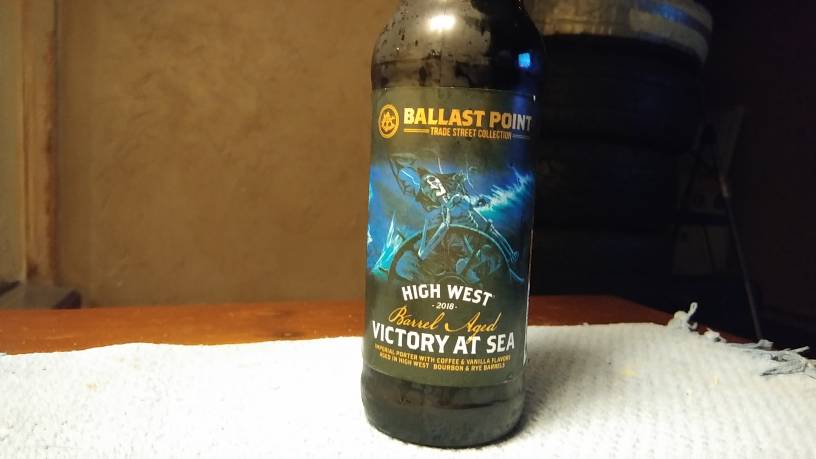 BALLAST POINT
TRADE STREET COLLECTION
HIGH WEST
-2018-
Barrel Aged
VICTORY AT SEA
IMPERIAL PORTER WITH COFFEE & VANILLA FLAVORS
AGED IN HIGH WEST BOURBON & RYE BARRELS